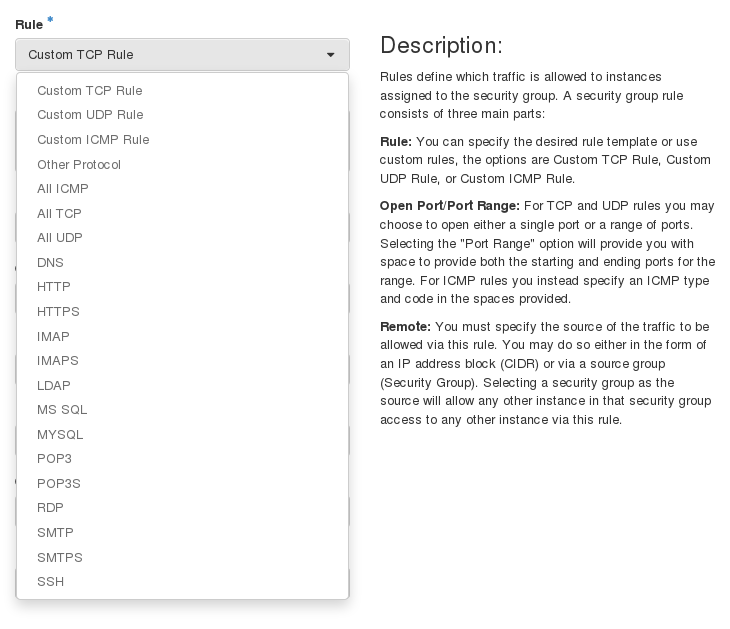 Rule *
Custom TCP Rule
Custom TCP Rule
Custom UDP Rule
Custom ICMP Rule
Other Protocol
All ICMP
All TCP
All UDP
DNS
HTTP
HTTPS
IMAP
IMAPS
LDAP
MS SQL
MYSQL
POP3
POP3S
RDP
SMTP
SMTPS
SSH
Description:
Rules define which traffic is allowed to instances
assigned to the security group. A security group rule
consists of three main parts:
Rule: You can specify the desired rule template or use
custom rules, the options are Custom TCP Rule, Custom
UDP Rule, or Custom ICMP Rule.
Open Port/Port Range: For TCP and UDP rules you may
choose to open either a single port or a range of ports.
Selecting the "Port Range" option will provide you with
space to provide both the starting and ending ports for the
range. For ICMP rules you instead specify an ICMP type
and code in the spaces provided.
Remote: You must specify the source of the traffic to be
allowed via this rule. You may do so either in the form of
an IP address block (CIDR) or via a source group
(Security Group). Selecting a security group as the
source will allow any other instance in that security group
access to any other instance via this rule.